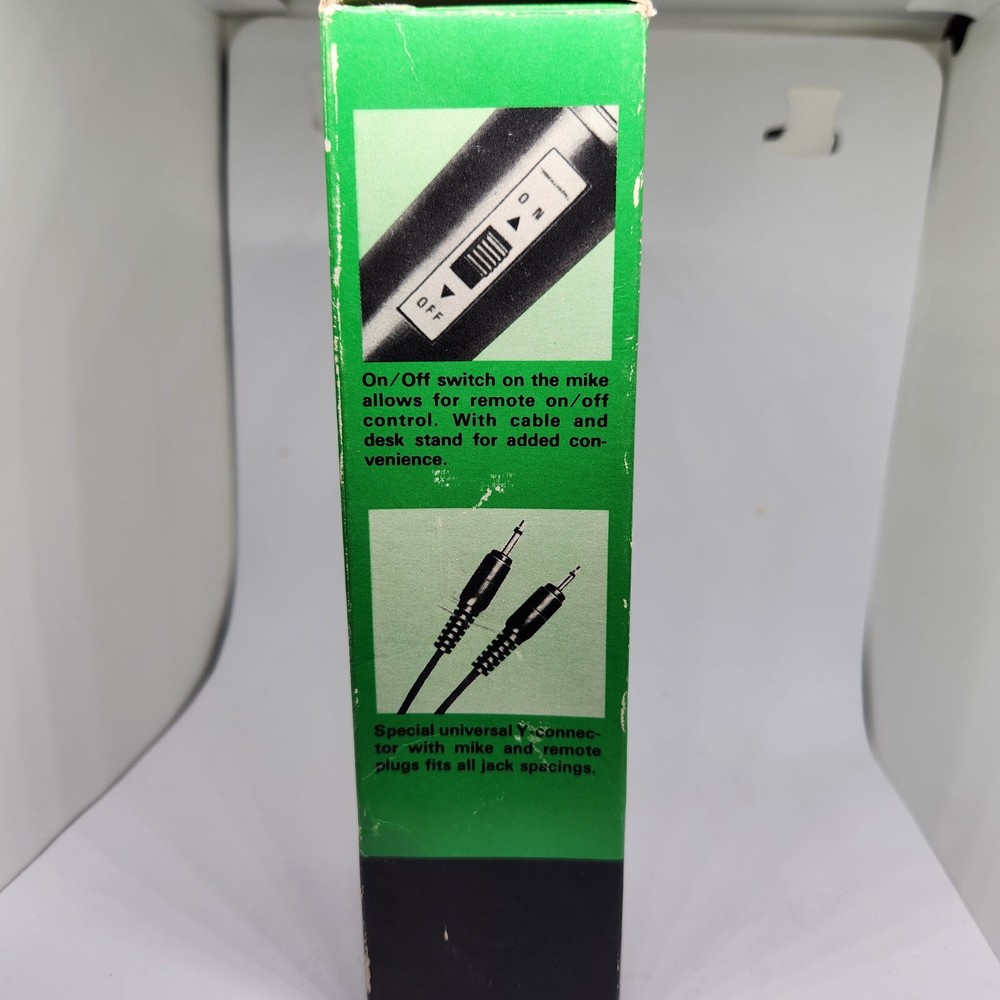 ON
OFF
On/Off switch on the mike
allows for remote on/off
control. With cable and
desk stand for added con-
venience.
Special universal Y-connec-
tor with mike and remote
plugs fits all jack spacings.